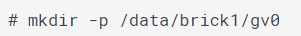 # mkdir -p /data/brick1/gv0